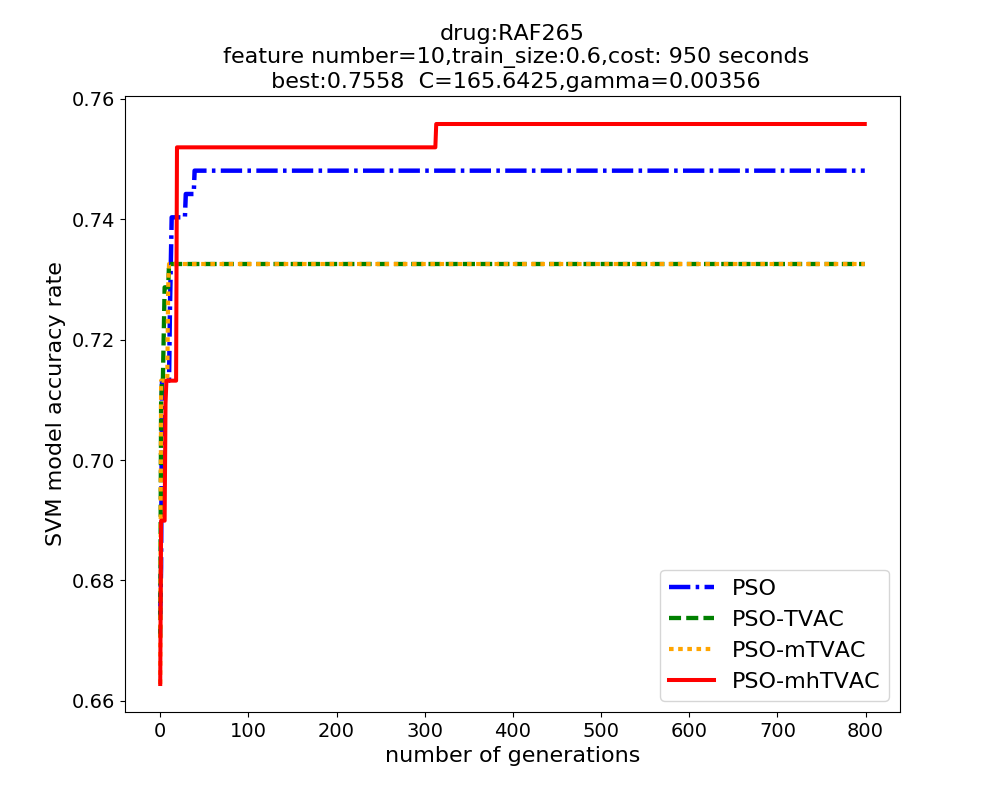 drug:RAF265
feature number=10,train_size:0.6,cost: 950 seconds
best:0.7558  C=165.6425,gamma=0.00356
0.76
0.74
0.72
0.70
0.68
0.66
SVM model accuracy rate
PSO
PSO-TVAC
PSO-mTVAC
PSO-mhTVAC
0 100 200 300 400 500 600 700 800
number of generations